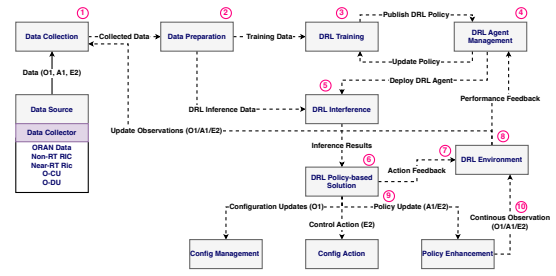 1
2
3
4
Data Collection
Collected Data
Data Preparation
Training Data
DRL Training
Publish DRL Policy
Update Policy
DRL Agent
Management
Data (O1, A1, E2)
Deploy DRL Agent
5
Data Source
Data Collector
ORAN Data
Non-RT RIC
Near-RT Ric
O-CU
O-DU
DRL Inference Data
DRL Interference
Performance Feedback
Update Observations (O1/A1/E2)
8
Inference Results
7
6
DRL Policy-based
Solution
Action Feedback
DRL Environment
9
10
Configuration Updates (O1)
Policy Update (A1/E2)
Continous Observation
(O1/A1/E2)
Control Action (E2)
Config Management
Config Action
Policy Enhancement